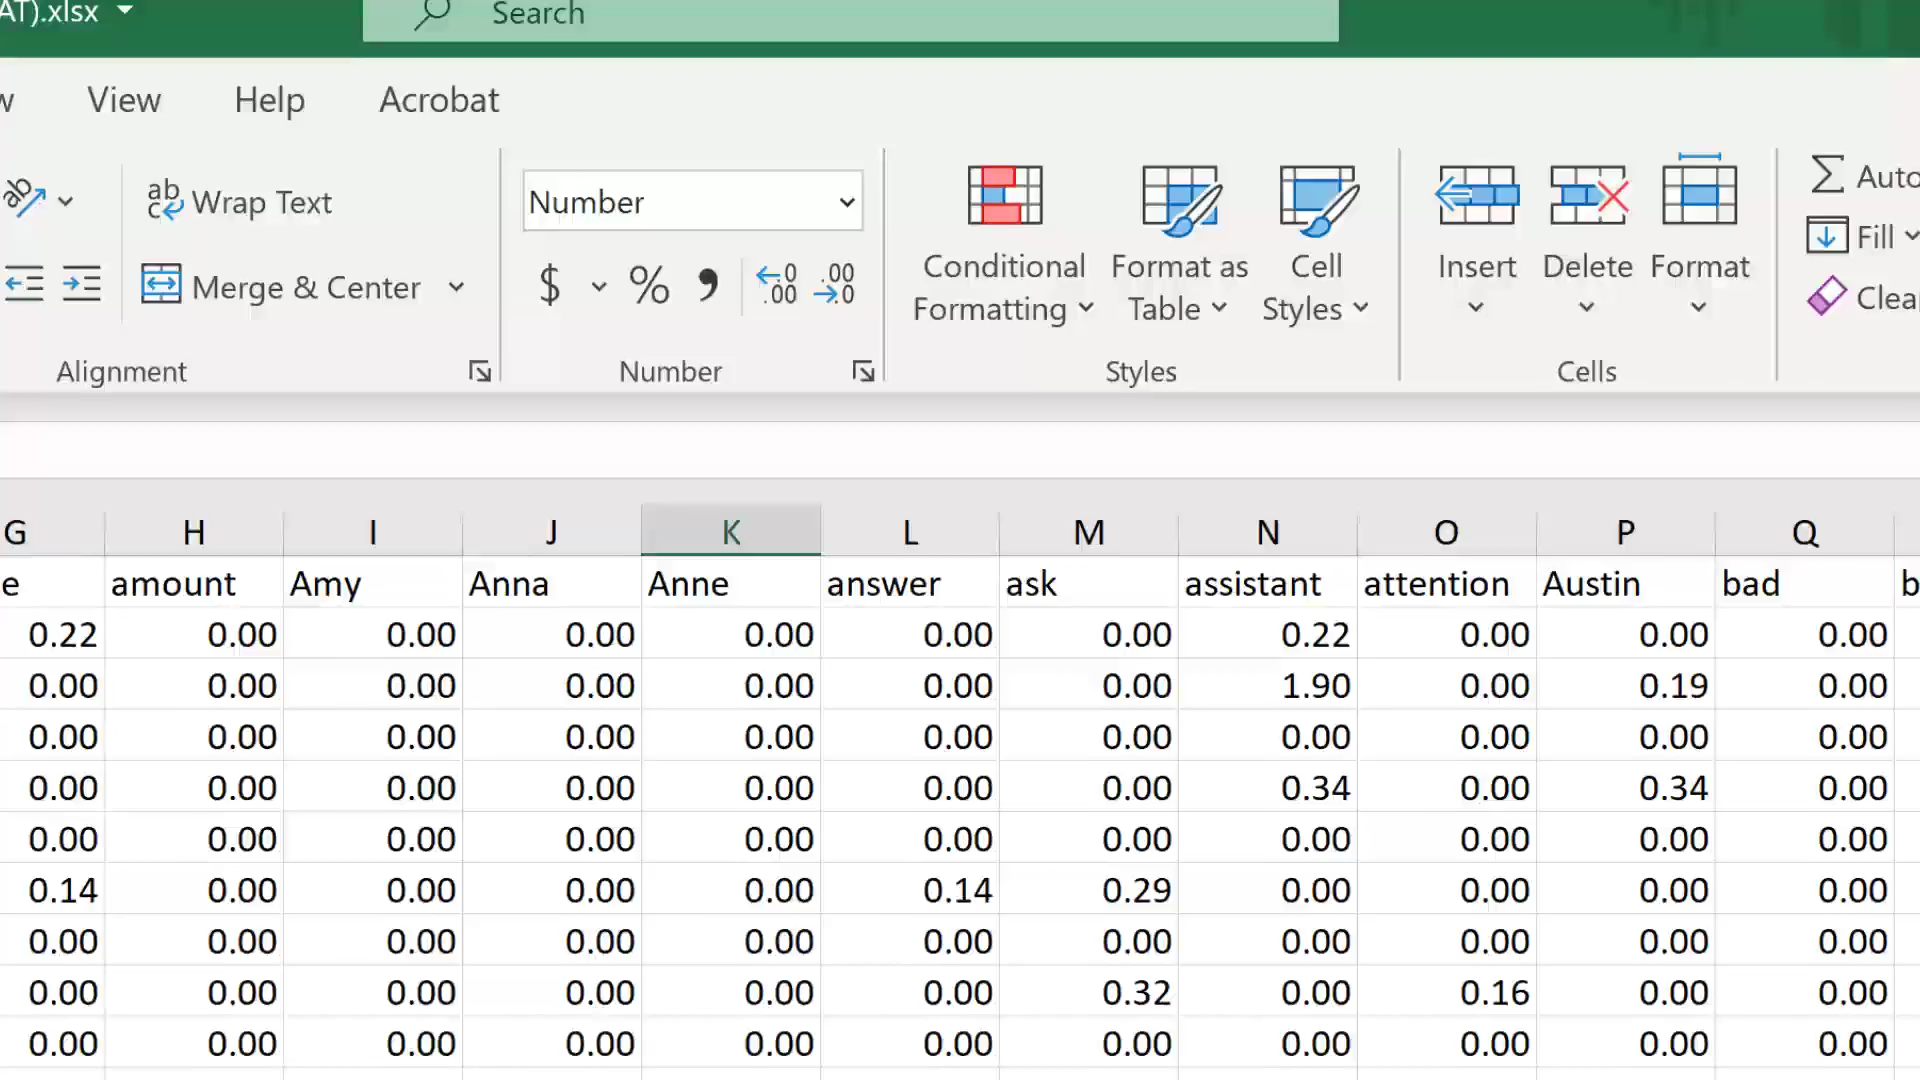 AT).xlsx
Search
w View Help Acrobat
ab Wrap Text Number Auto
Fill
$ % , Conditional Format as Cell Insert Delete Format
Merge & Center Formatting Table Styles Clea
Alignment Number Styles Cells
G H I J K L M N O P Q
e amount Amy Anna Anne answer ask assistant attention Austin bad b
0.22 0.00 0.00 0.00 0.00 0.00 0.00 0.22 0.00 0.00 0.00
0.00 0.00 0.00 0.00 0.00 0.00 0.00 1.90 0.00 0.19 0.00
0.00 0.00 0.00 0.00 0.00 0.00 0.00 0.00 0.00 0.00 0.00
0.00 0.00 0.00 0.00 0.00 0.00 0.00 0.34 0.00 0.34 0.00
0.00 0.00 0.00 0.00 0.00 0.00 0.00 0.00 0.00 0.00 0.00
0.14 0.00 0.00 0.00 0.00 0.14 0.29 0.00 0.00 0.00 0.00
0.00 0.00 0.00 0.00 0.00 0.00 0.00 0.00 0.00 0.00 0.00
0.00 0.00 0.00 0.00 0.00 0.00 0.32 0.00 0.16 0.00 0.00
0.00 0.00 0.00 0.00 0.00 0.00 0.00 0.00 0.00 0.00 0.00